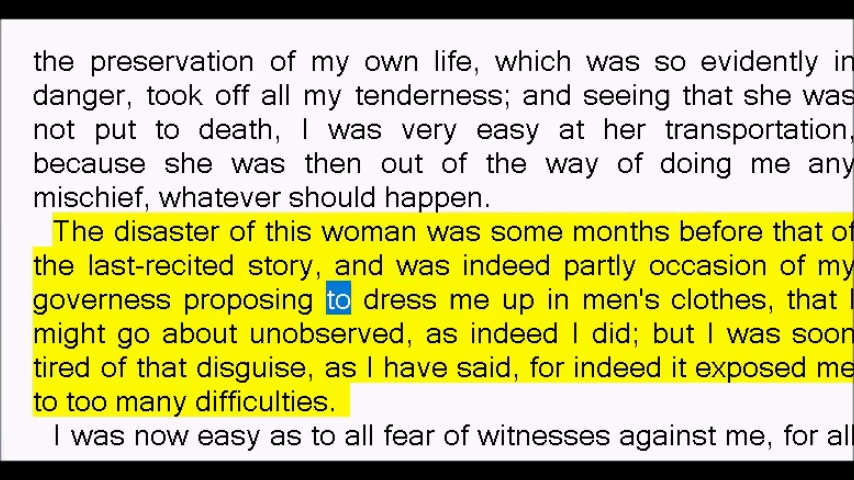 the preservation of my own life, which was so evidently in
danger, took off all my tenderness; and seeing that she was
not put to death, I was very easy at her transportation,
because she was then out of the way of doing me any
mischief, whatever should happen.
The disaster of this woman was some months before that of
the last-recited story, and was indeed partly occasion of my
governess proposing to dress me up in men's clothes, that I
might go about unobserved, as indeed I did; but I was soon
tired of that disguise, as I have said, for indeed it exposed me
to too many difficulties.
I was now easy as to all fear of witnesses against me, for all